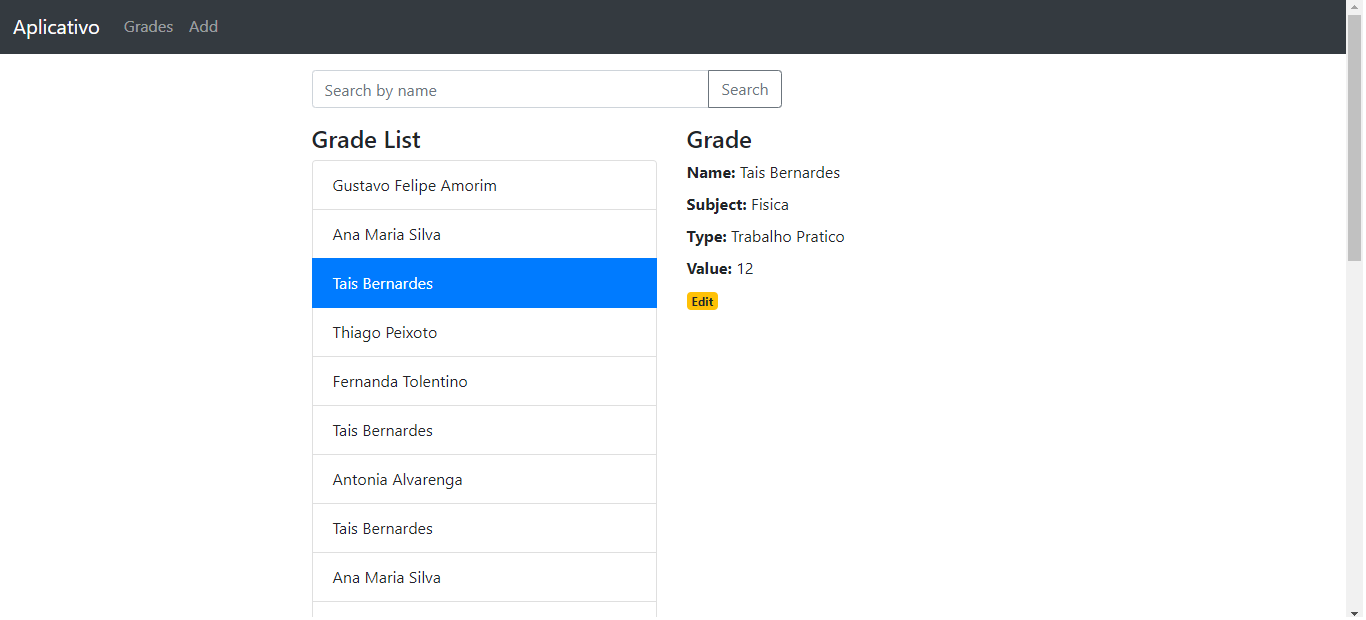 Aplicativo Grades Add
Search by name Search
Grade List
Gustavo Felipe Amorim
Ana Maria Silva
Tais Bernardes
Thiago Peixoto
Fernanda Tolentino
Tais Bernardes
Antonia Alvarenga
Tais Bernardes
Ana Maria Silva
Grade
Name: Tais Bernardes
Subject: Fisica
Type: Trabalho Pratico
Value: 12
Edit